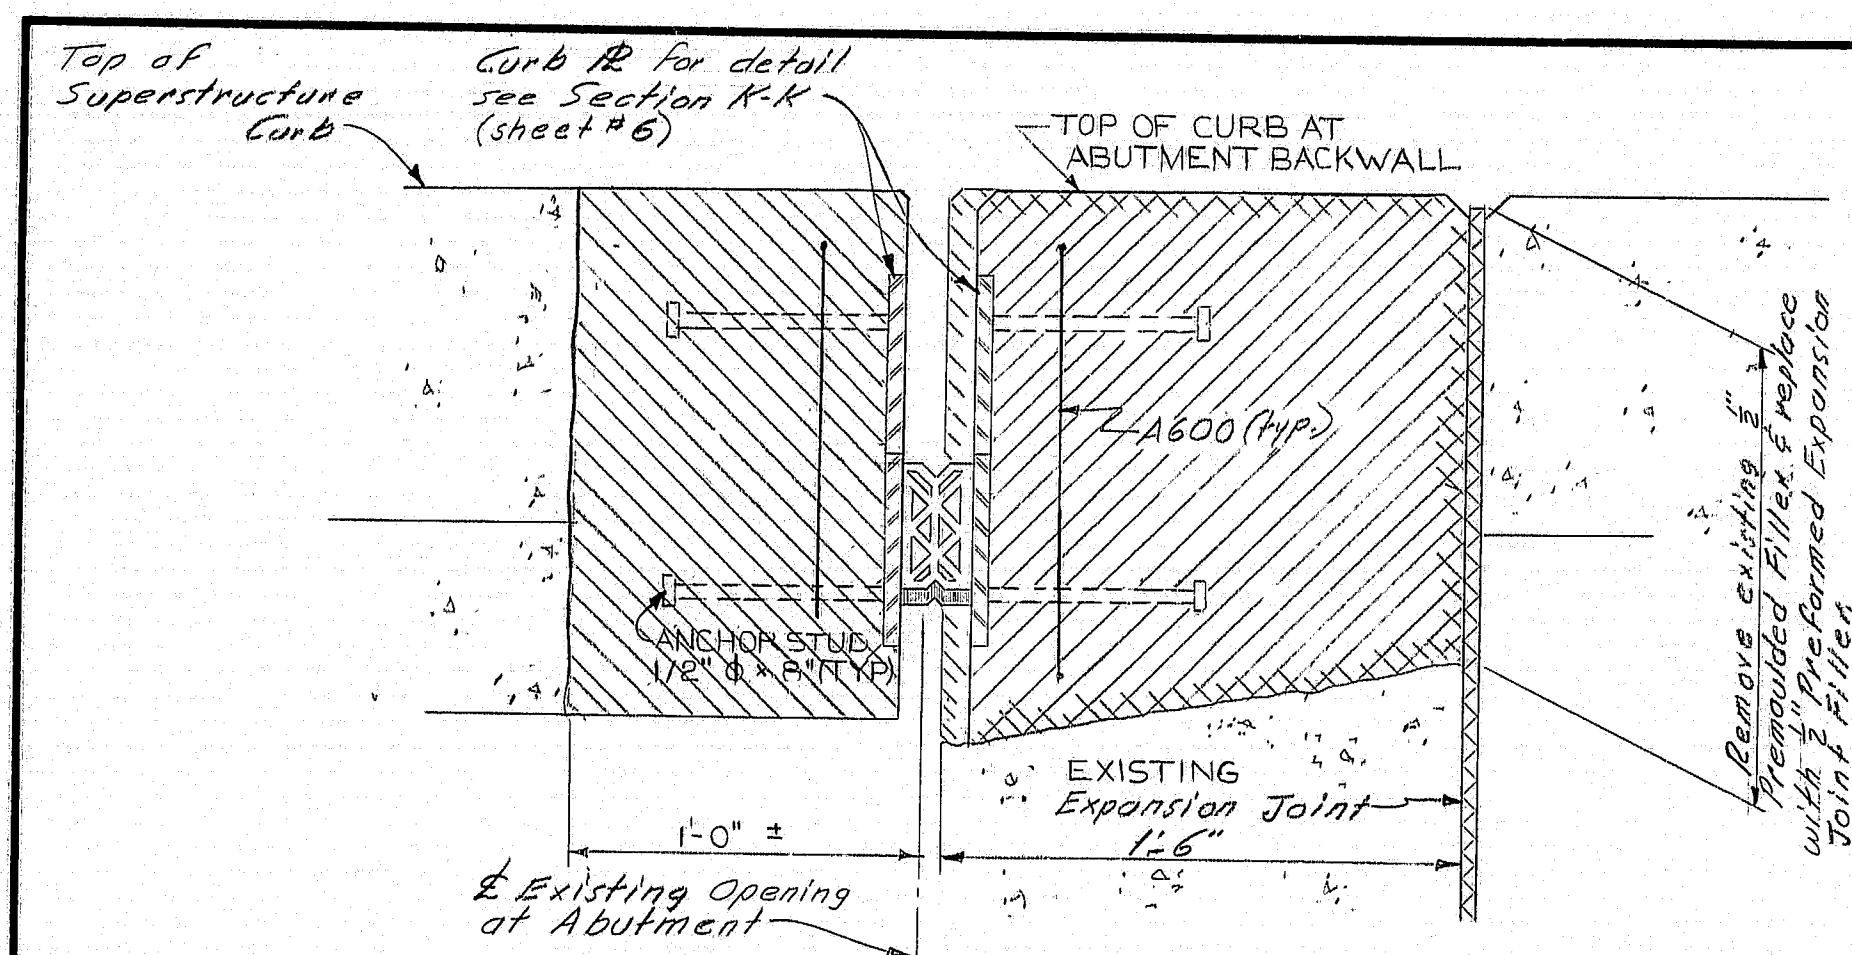 Top of
Superstructure
Curb
Curb ℄ for detail
see Section K-K
(sheet #6)
TOP OF CURB AT
ABUTMENT BACKWALL
A600 (typ.)
ANCHOR STUD
1/2" ϕ x 8" (TYP)
EXISTING
Expansion Joint
1'-0" ±
1'-6"
℄ Existing Opening
at Abutment
Remove existing 1/2"
Premoulded Filler & replace
with 1/2" Preformed Expansion
Joint Filler